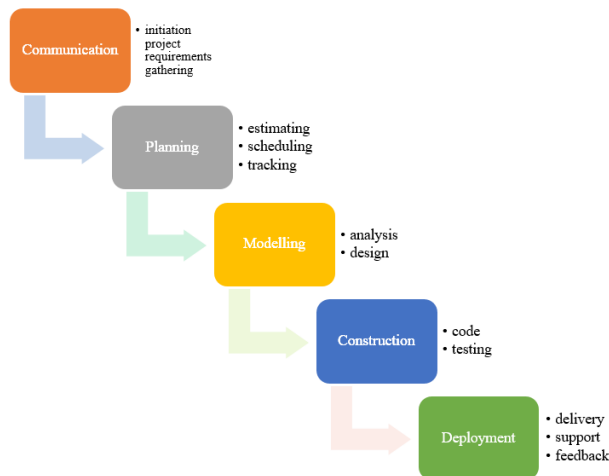 Communication
• initiation
project
requirements
gathering
Planning
• estimating
• scheduling
• tracking
Modelling
• analysis
• design
Construction
• code
• testing
Deployment
• delivery
• support
• feedback